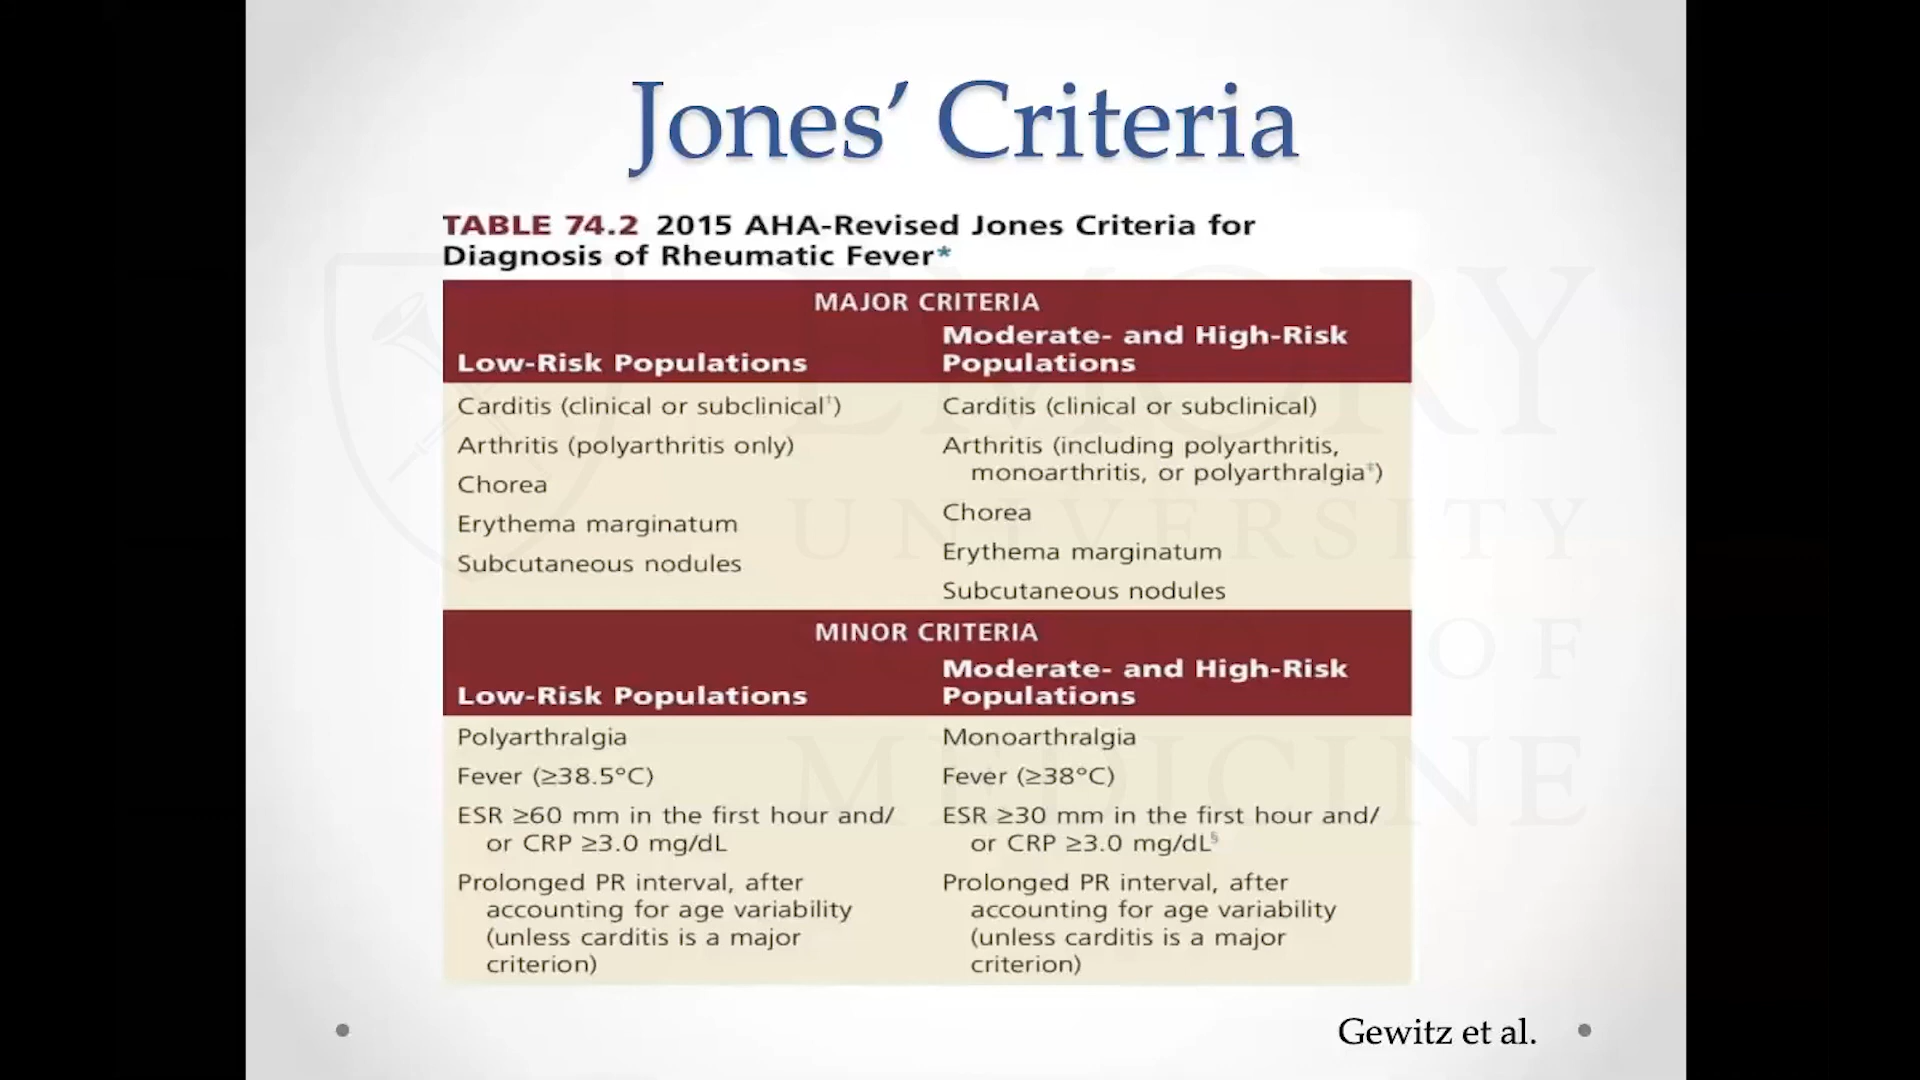 Jones’ Criteria
TABLE 74.2 2015 AHA-Revised Jones Criteria for
Diagnosis of Rheumatic Fever*
MAJOR CRITERIA
Low-Risk Populations
Moderate- and High-Risk
Populations
Carditis (clinical or subclinical†)
Arthritis (polyarthritis only)
Chorea
Erythema marginatum
Subcutaneous nodules
Carditis (clinical or subclinical)
Arthritis (including polyarthritis,
monoarthritis, or polyarthralgia‡)
Chorea
Erythema marginatum
Subcutaneous nodules
MINOR CRITERIA
Low-Risk Populations
Moderate- and High-Risk
Populations
Polyarthralgia
Fever (≥38.5°C)
ESR ≥60 mm in the first hour and/
or CRP ≥3.0 mg/dL
Prolonged PR interval, after
accounting for age variability
(unless carditis is a major
criterion)
Monoarthralgia
Fever (≥38°C)
ESR ≥30 mm in the first hour and/
or CRP ≥3.0 mg/dL§
Prolonged PR interval, after
accounting for age variability
(unless carditis is a major
criterion)
Gewitz et al.
EMORY
UNIVERSITY
OF
MEDICINE